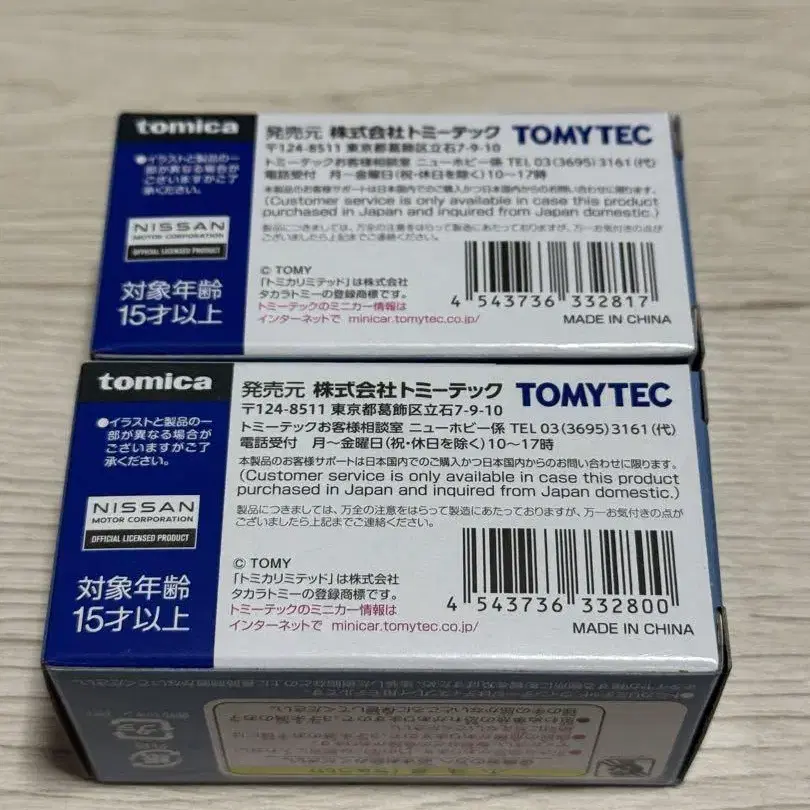 tomica
●イラストと製品の一
部が異なる場合が
ございますがご了
承ください。
NISSAN
MOTOR CORPORATION
OFFICIAL LICENSED PRODUCT
対象年齢
15才以上
発売元 株式会社トミーテック TOMYTEC
〒124-8511 東京都葛飾区立石7-9-10
トミーテックお客様相談室 ニューホビー係 TEL 03(3695)3161(代)
電話受付 月～金曜日(祝・休日を除く)10～17時
本製品のお客様サポートは日本国内でのご購入かつ日本国内からのお問い合わせに限ります。
(Customer service is only available in case this product
purchased in Japan and inquired from Japan domestic.)
製品につきましては、万全の注意をはらって製造にあたっておりますが、万一お気付きの点が
ございましたら上記までご連絡ください。
© TOMY
「トミカリミテッド」は株式会社
タカラトミーの登録商標です。
トミーテックのミニカー情報は
インターネットで minicar.tomytec.co.jp/
4 543736 332817
MADE IN CHINA
tomica
●イラストと製品の一
部が異なる場合が
ございますがご了
承ください。
NISSAN
MOTOR CORPORATION
OFFICIAL LICENSED PRODUCT
対象年齢
15才以上
発売元 株式会社トミーテック TOMYTEC
〒124-8511 東京都葛飾区立石7-9-10
トミーテックお客様相談室 ニューホビー係 TEL 03(3695)3161(代)
電話受付 月～金曜日(祝・休日を除く)10～17時
本製品のお客様サポートは日本国内でのご購入かつ日本国内からのお問い合わせに限ります。
(Customer service is only available in case this product
purchased in Japan and inquired from Japan domestic.)
製品につきましては、万全の注意をはらって製造にあたっておりますが、万一お気付きの点が
ございましたら上記までご連絡ください。
© TOMY
「トミカリミテッド」は株式会社
タカラトミーの登録商標です。
トミーテックのミニカー情報は
インターネットで minicar.tomytec.co.jp/
4 543736 332800
MADE IN CHINA